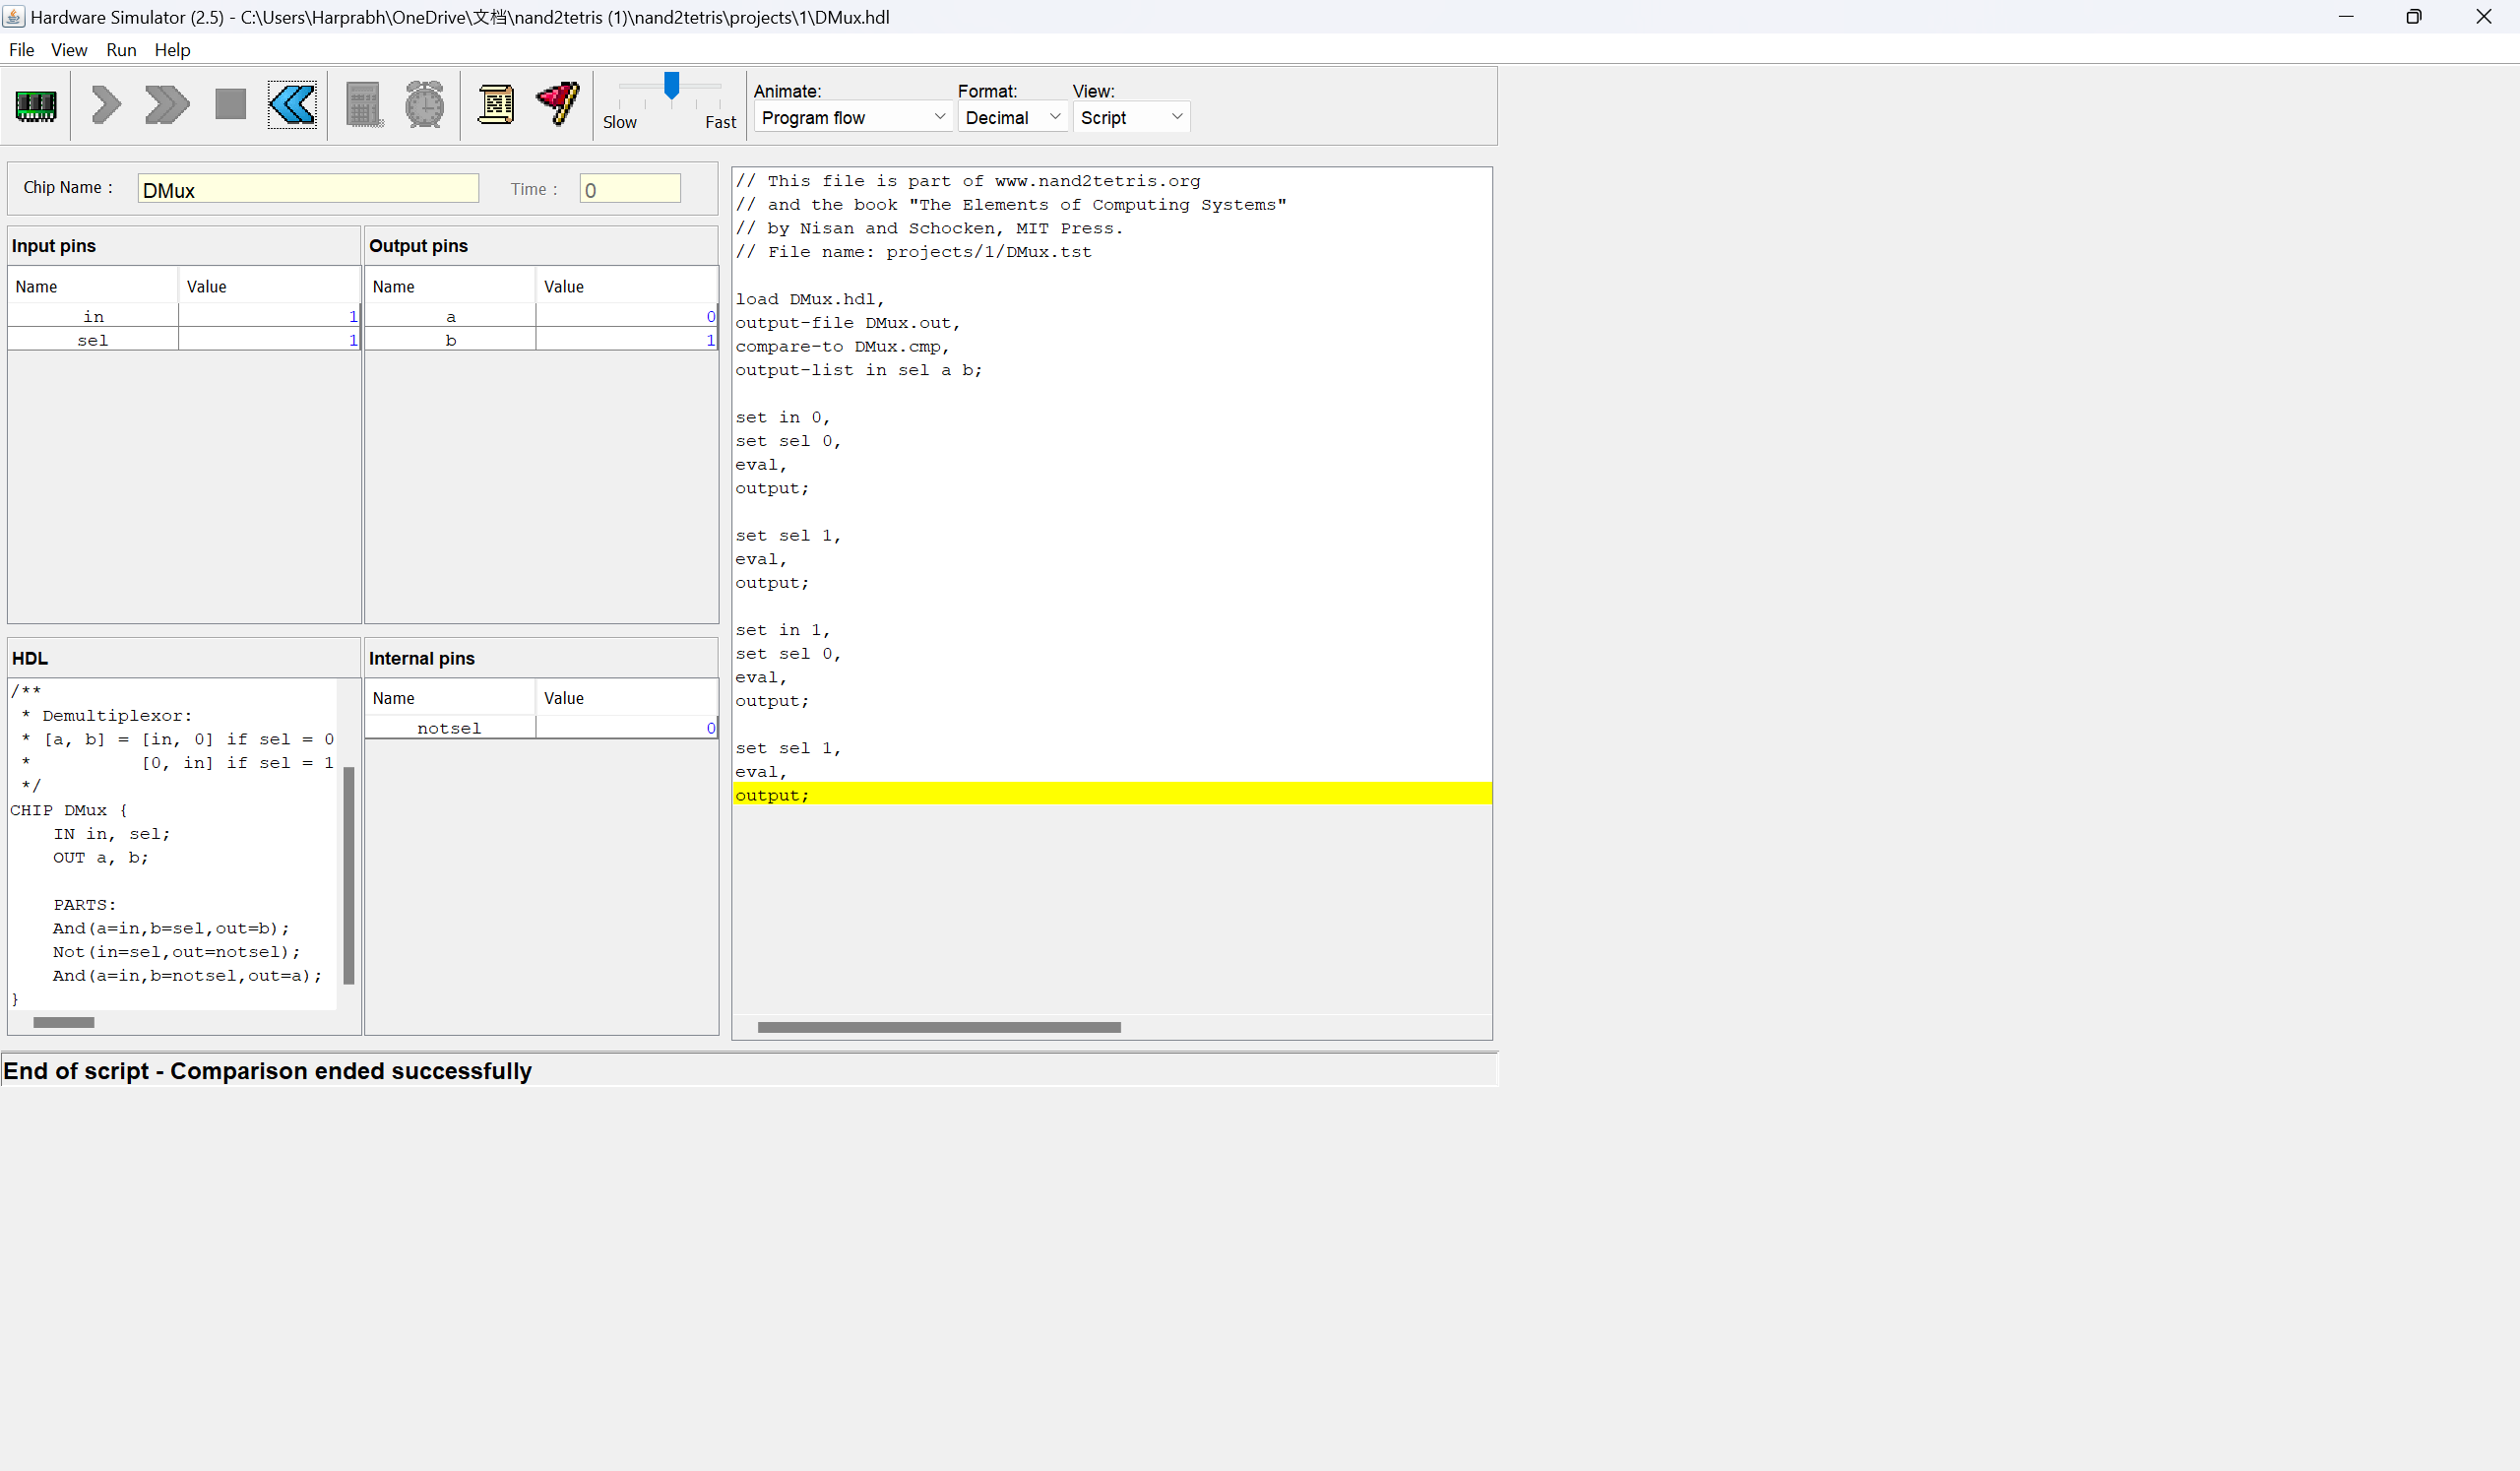 Hardware Simulator (2.5) - C:\Users\Harprabh\OneDrive\文档\nand2tetris (1)\nand2tetris\projects\1\DMux.hdl
File View Run Help
Slow Fast
Animate: Format: View:
Program flow Decimal Script
Chip Name : DMux Time : 0
Input pins
Name Value
in 1
sel 1
Output pins
Name Value
a 0
b 1
HDL
/**
 * Demultiplexor:
 * [a, b] = [in, 0] if sel = 0
 *          [0, in] if sel = 1
 */
CHIP DMux {
    IN in, sel;
    OUT a, b;
    PARTS:
    And(a=in,b=sel,out=b);
    Not(in=sel,out=notsel);
    And(a=in,b=notsel,out=a);
}
Internal pins
Name Value
notsel 0
// This file is part of www.nand2tetris.org
// and the book "The Elements of Computing Systems"
// by Nisan and Schocken, MIT Press.
// File name: projects/1/DMux.tst
load DMux.hdl,
output-file DMux.out,
compare-to DMux.cmp,
output-list in sel a b;
set in 0,
set sel 0,
eval,
output;
set sel 1,
eval,
output;
set in 1,
set sel 0,
eval,
output;
set sel 1,
eval,
output;
End of script - Comparison ended successfully